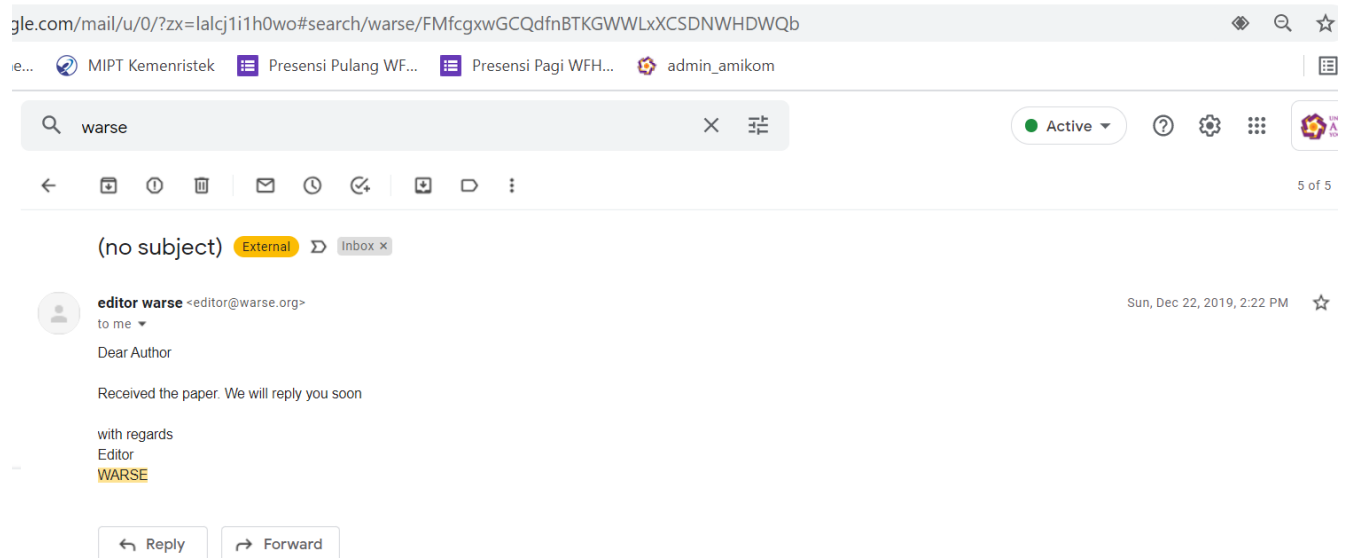 gle.com/mail/u/0/?zx=lalcj1i1h0wo#search/warse/FMfcgxwGCQdfnBTKGWWLxXCSDNWHDWQb
e... MIPT Kemenristek Presensi Pulang WF... Presensi Pagi WFH... admin_amikom
warse Active
5 of 5
(no subject) External Inbox ×
editor warse <editor@warse.org> Sun, Dec 22, 2019, 2:22 PM
to me
Dear Author
Received the paper. We will reply you soon
with regards
Editor
WARSE
Reply Forward